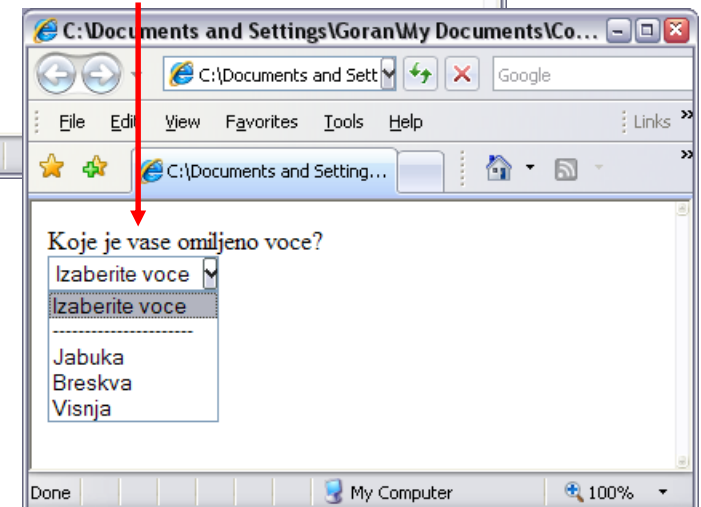 C:\Documents and Settings\Goran\My Documents\Co...
C:\Documents and Sett
Google
File Edit View Favorites Tools Help Links »
C:\Documents and Setting... »
Koje je vase omiljeno voce?
Izaberite voce
Izaberite voce
----------------------
Jabuka
Breskva
Visnja
Done My Computer 100%